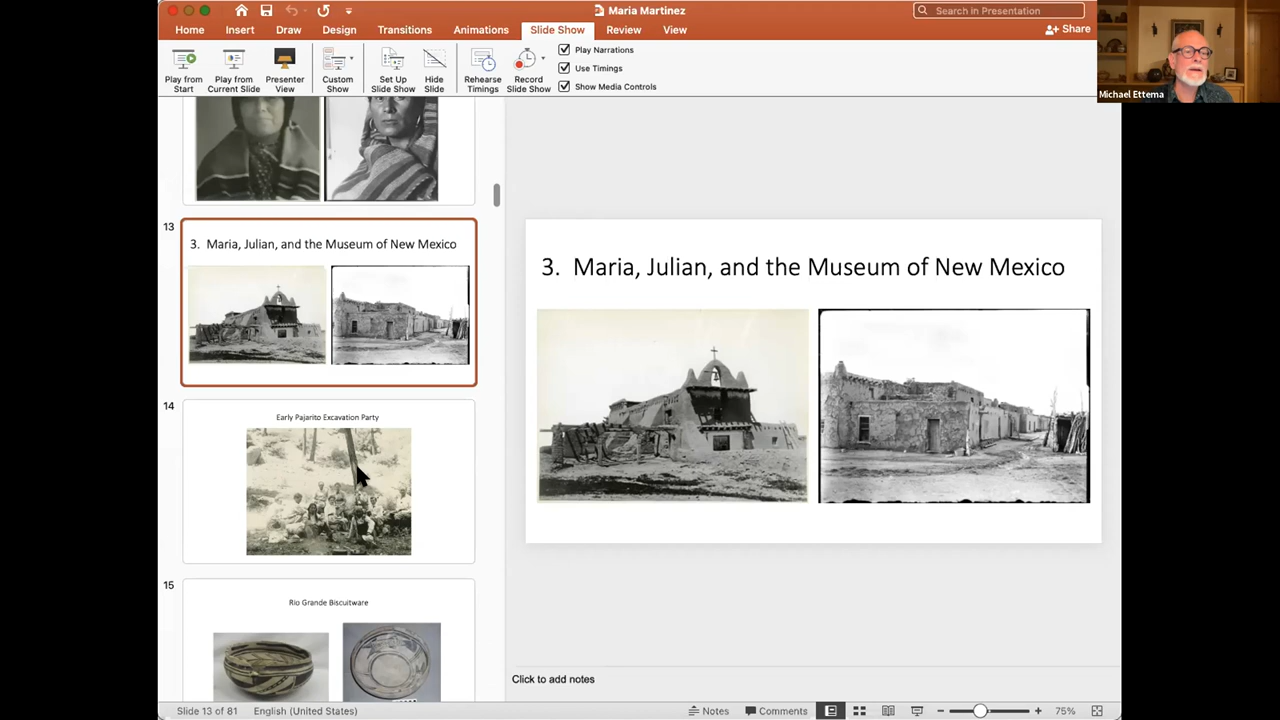 Maria Martinez
Search in Presentation
Home Insert Draw Design Transitions Animations Slide Show Review View
Share
Play from Start
Play from Current Slide
Presenter View
Custom Show
Set Up Slide Show
Hide Slide
Rehearse Timings
Record Slide Show
Play Narrations
Use Timings
Show Media Controls
Michael Ettema
13
3. Maria, Julian, and the Museum of New Mexico
14
Early Pajarito Excavation Party
15
Rio Grande Biscuitware
3. Maria, Julian, and the Museum of New Mexico
Click to add notes
Slide 13 of 81 English (United States) Notes Comments 75%